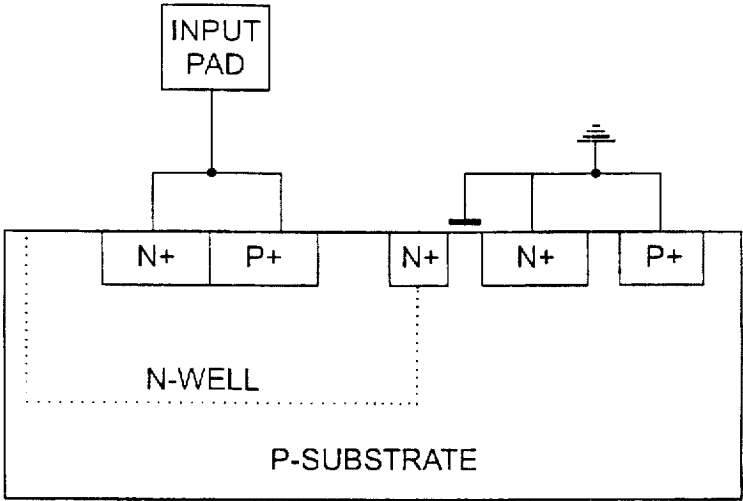 INPUT
PAD
N+ P+ N+ N+ P+
N-WELL
P-SUBSTRATE